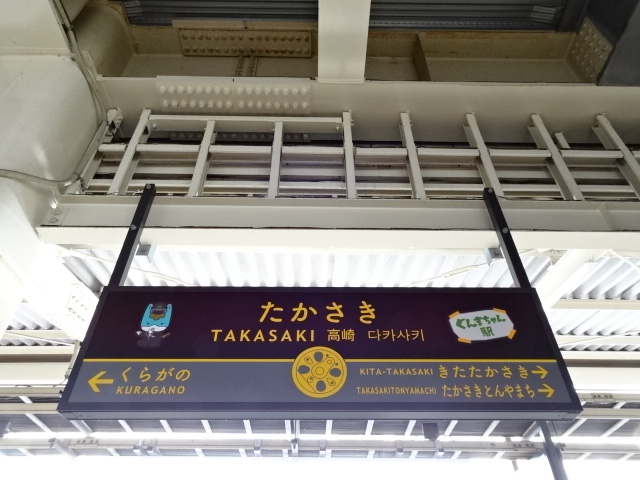 たかさき
TAKASAKI 高崎 다카사키
ぐんまちゃん
駅
← くらがの
KURAGANO
KITA-TAKASAKI きたたかさき →
TAKASAKITONYAMACHI たかさきとんやまち →